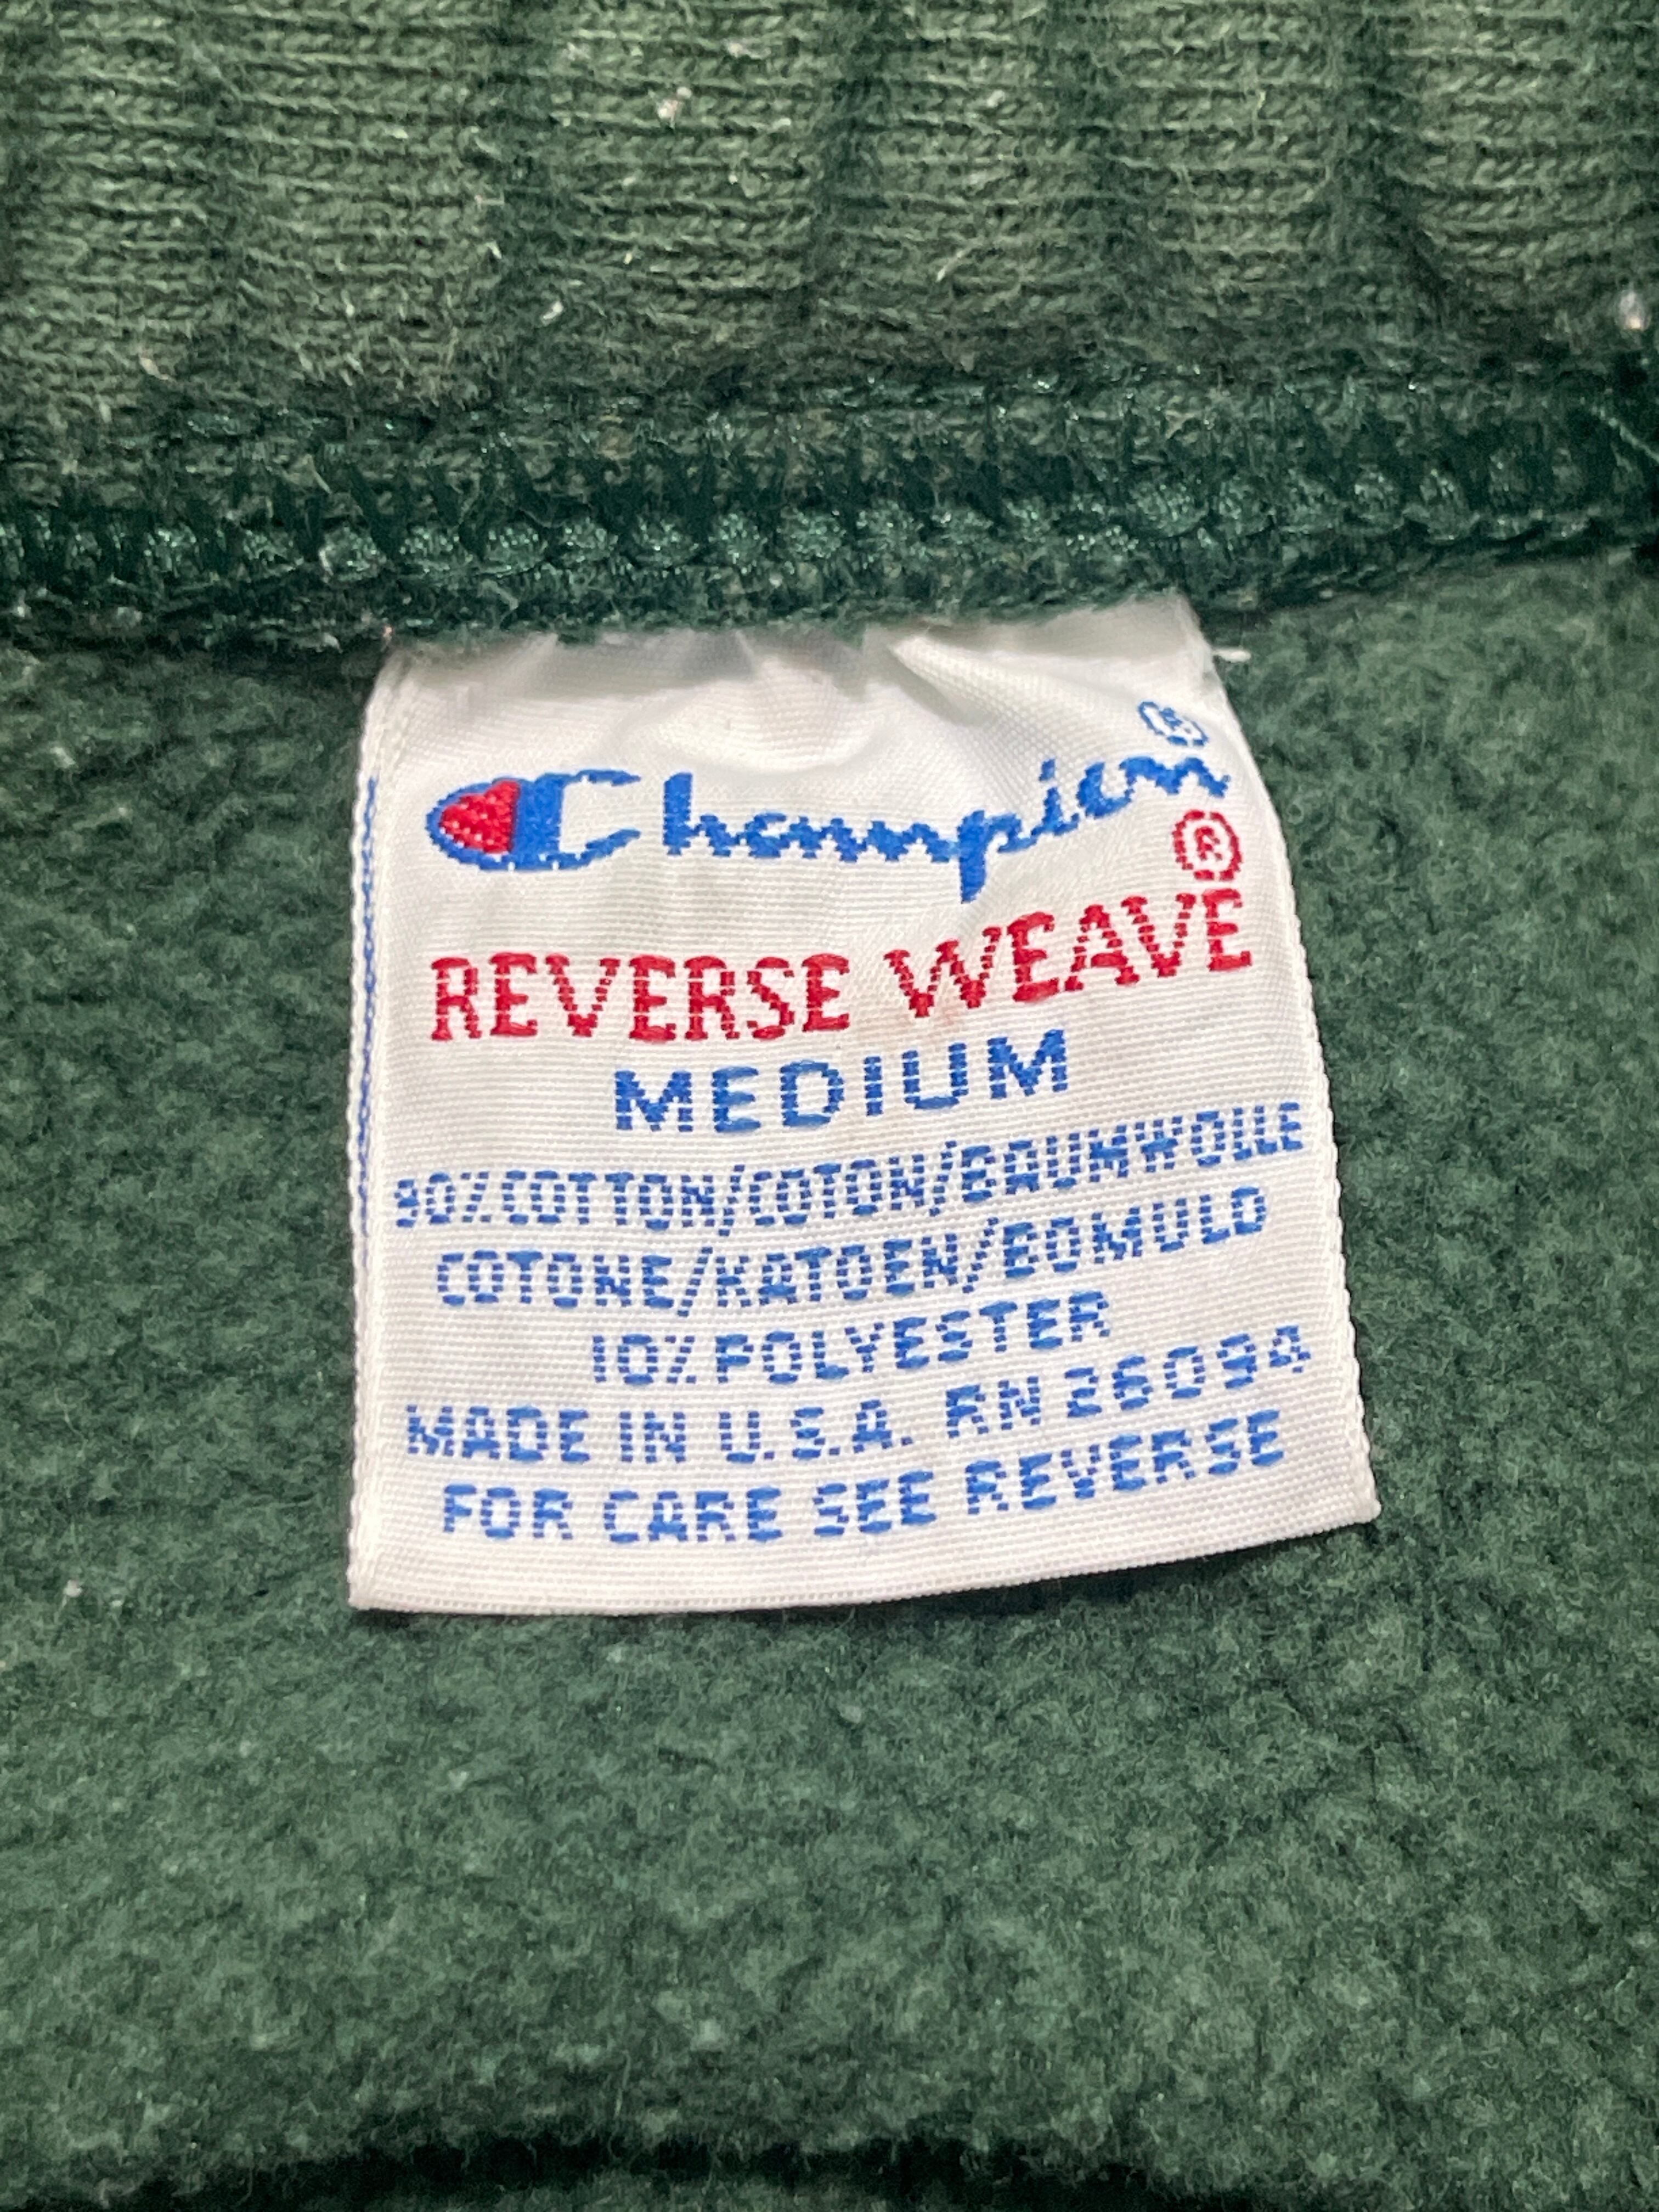 Champion®
REVERSE WEAVE®
MEDIUM
90% COTTON/COTON/BAUMWOLLE
COTONE/KATOEN/BOMULD
10% POLYESTER
MADE IN U.S.A. RN 26094
FOR CARE SEE REVERSE